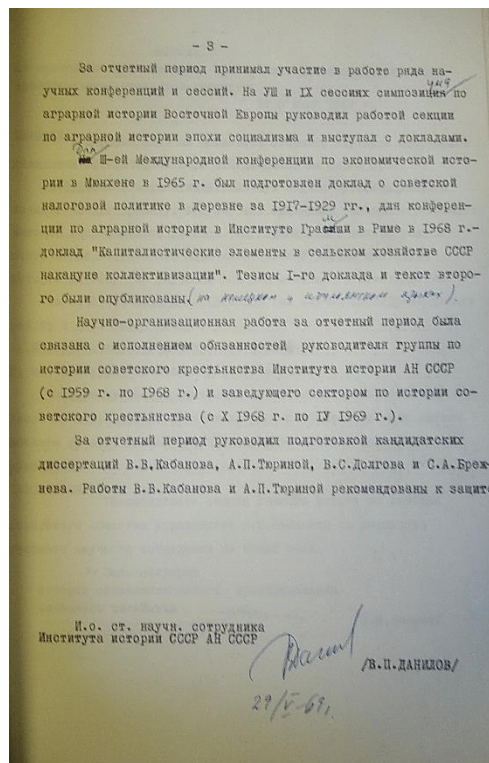 - 3 -
За отчетный период принимал участие в работе ряда на-
учных конференций и сессий. На УШ и IX сессиях симпозиума по
аграрной истории Восточной Европы руководил работой секции
по аграрной истории эпохи социализма и выступал с докладами.
Для Ш-ей Международной конференции по экономической исто-
рии в Мюнхене в 1965 г. был подготовлен доклад о советской
налоговой политике в деревне за 1917-1929 гг., для конферен-
ции по аграрной истории в Институте Грамши в Риме в 1968 г.-
доклад "Капиталистические элементы в сельском хозяйстве СССР
накануне коллективизации". Тезисы I-го доклада и текст второ-
го были опубликованы (на немецком и итальянском языках).
Научно-организационная работа за отчетный период была
связана с исполнением обязанностей руководителя группы по
истории советского крестьянства Института истории АН СССР
(с 1959 г. по 1968 г.) и заведующего сектором по истории со-
ветского крестьянства (с X 1968 г. по IУ 1969 г.).
За отчетный период руководил подготовкой кандидатских
диссертаций В.В.Кабанова, А.П.Тюриной, В.С.Долгова и С.А.Бреж-
нева. Работы В.В.Кабанова и А.П.Тюриной рекомендованы к защите
И.о. ст. научн. сотрудника
Института истории СССР АН СССР
/В.П.ДАНИЛОВ/
29/V-69г.